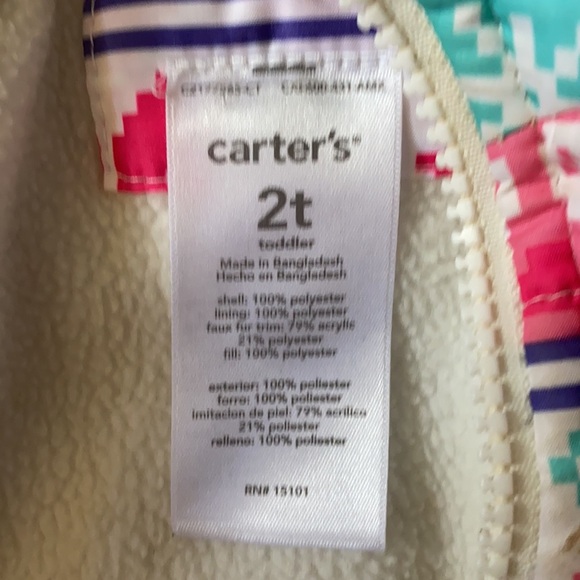 carter's
2t
toddler
Made in Bangladesh
Hecho en Bangladesh
shell: 100% polyester
lining: 100% polyester
faux fur trim: 79% acrylic
21% polyester
fill: 100% polyester
exterior: 100% poliester
forro: 100% poliester
imitacion de piel: 79% acrilico
21% poliester
relleno: 100% poliester
RN# 15101